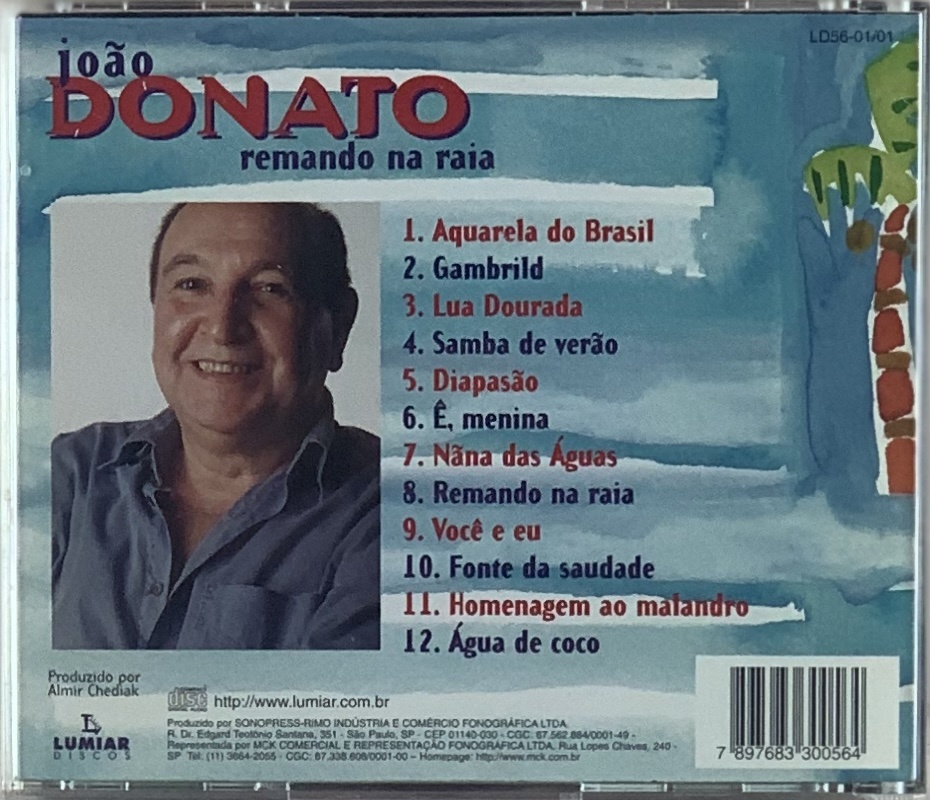 LD56-01/01
joão
DONATO
remando na raia
1. Aquarela do Brasil
2. Gambrild
3. Lua Dourada
4. Samba de verão
5. Diapasão
6. Ê, menina
7. Nãna das Águas
8. Remando na raia
9. Você e eu
10. Fonte da saudade
11. Homenagem ao malandro
12. Água de coco
Produzido por
Almir Chediak
LUMIAR
DISCOS
disc
DIGITAL AUDIO
http://www.lumiar.com.br
Produzido por SONOPRESS-RIMO INDÚSTRIA E COMÉRCIO FONOGRÁFICA LTDA.
R. Dr. Edgard Teotônio Santana, 351 - São Paulo, SP - CEP 01140-030 - CGC: 67.562.884/0001-49 -
Representada por MCK COMERCIAL E REPRESENTAÇÃO FONOGRÁFICA LTDA. Rua Lopes Chaves, 240 -
SP Tel: (11) 3664-2055 - CGC: 67.338.608/0001-00 – Homepage: http://www.mck.com.br
7 897683 300564